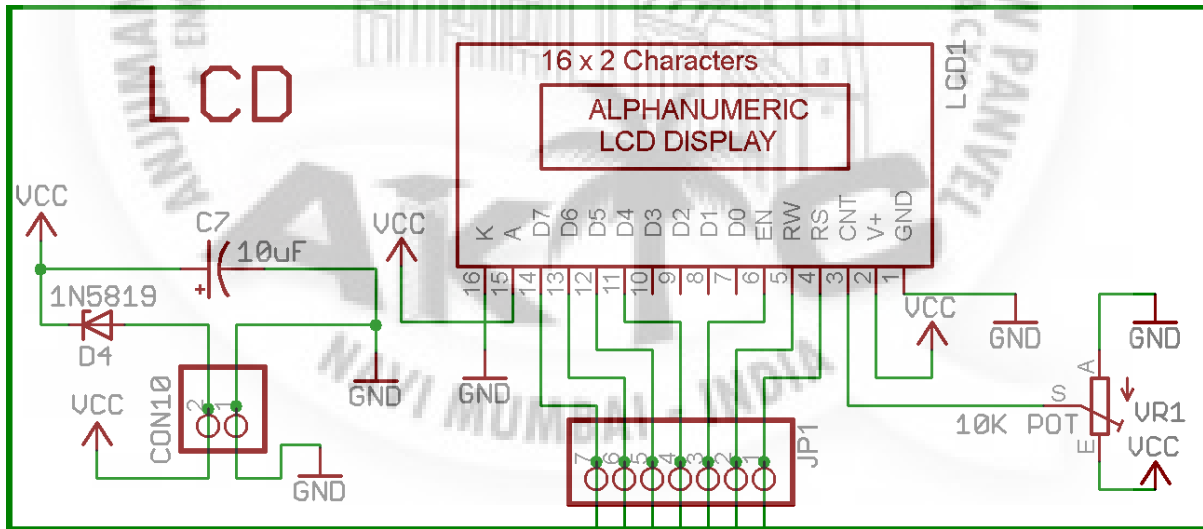 LCD
16 x 2 Characters
ALPHANUMERIC
LCD DISPLAY
LCD1
K
A
D7
D6
D5
D4
D3
D2
D1
D0
EN
RW
RS
CNT
V+
GND
16
15
14
13
12
11
10
9
8
7
6
5
4
3
2
1
VCC
C7
10uF
+
1N5819
D4
GND
CON10
2
1
VCC
GND
VCC
GND
7
6
5
4
3
2
1
JP1
VCC
GND
GND
A
S
10K POT
VR1
E
VCC
AKTC
NAVI MUMBAI - INDIA
PANVEL